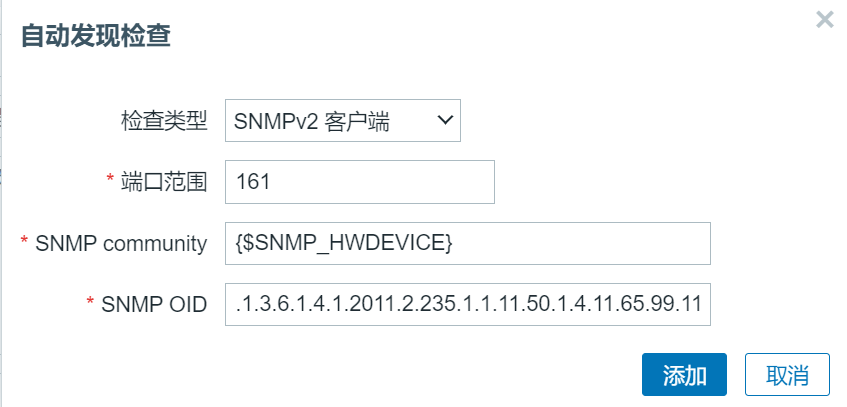 自动发现检查
检查类型 SNMPv2 客户端
* 端口范围 161
* SNMP community {$SNMP_HWDEVICE}
* SNMP OID .1.3.6.1.4.1.2011.2.235.1.1.11.50.1.4.11.65.99.11
添加 取消